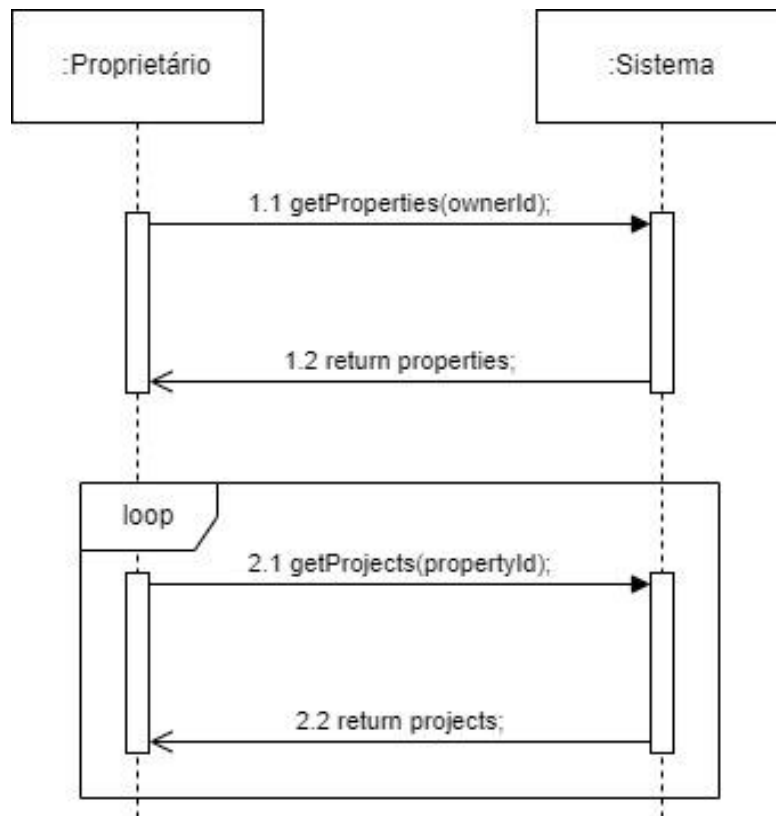 :Proprietário
:Sistema
1.1 getProperties(ownerId);
1.2 return properties;
loop
2.1 getProjects(propertyId);
2.2 return projects;